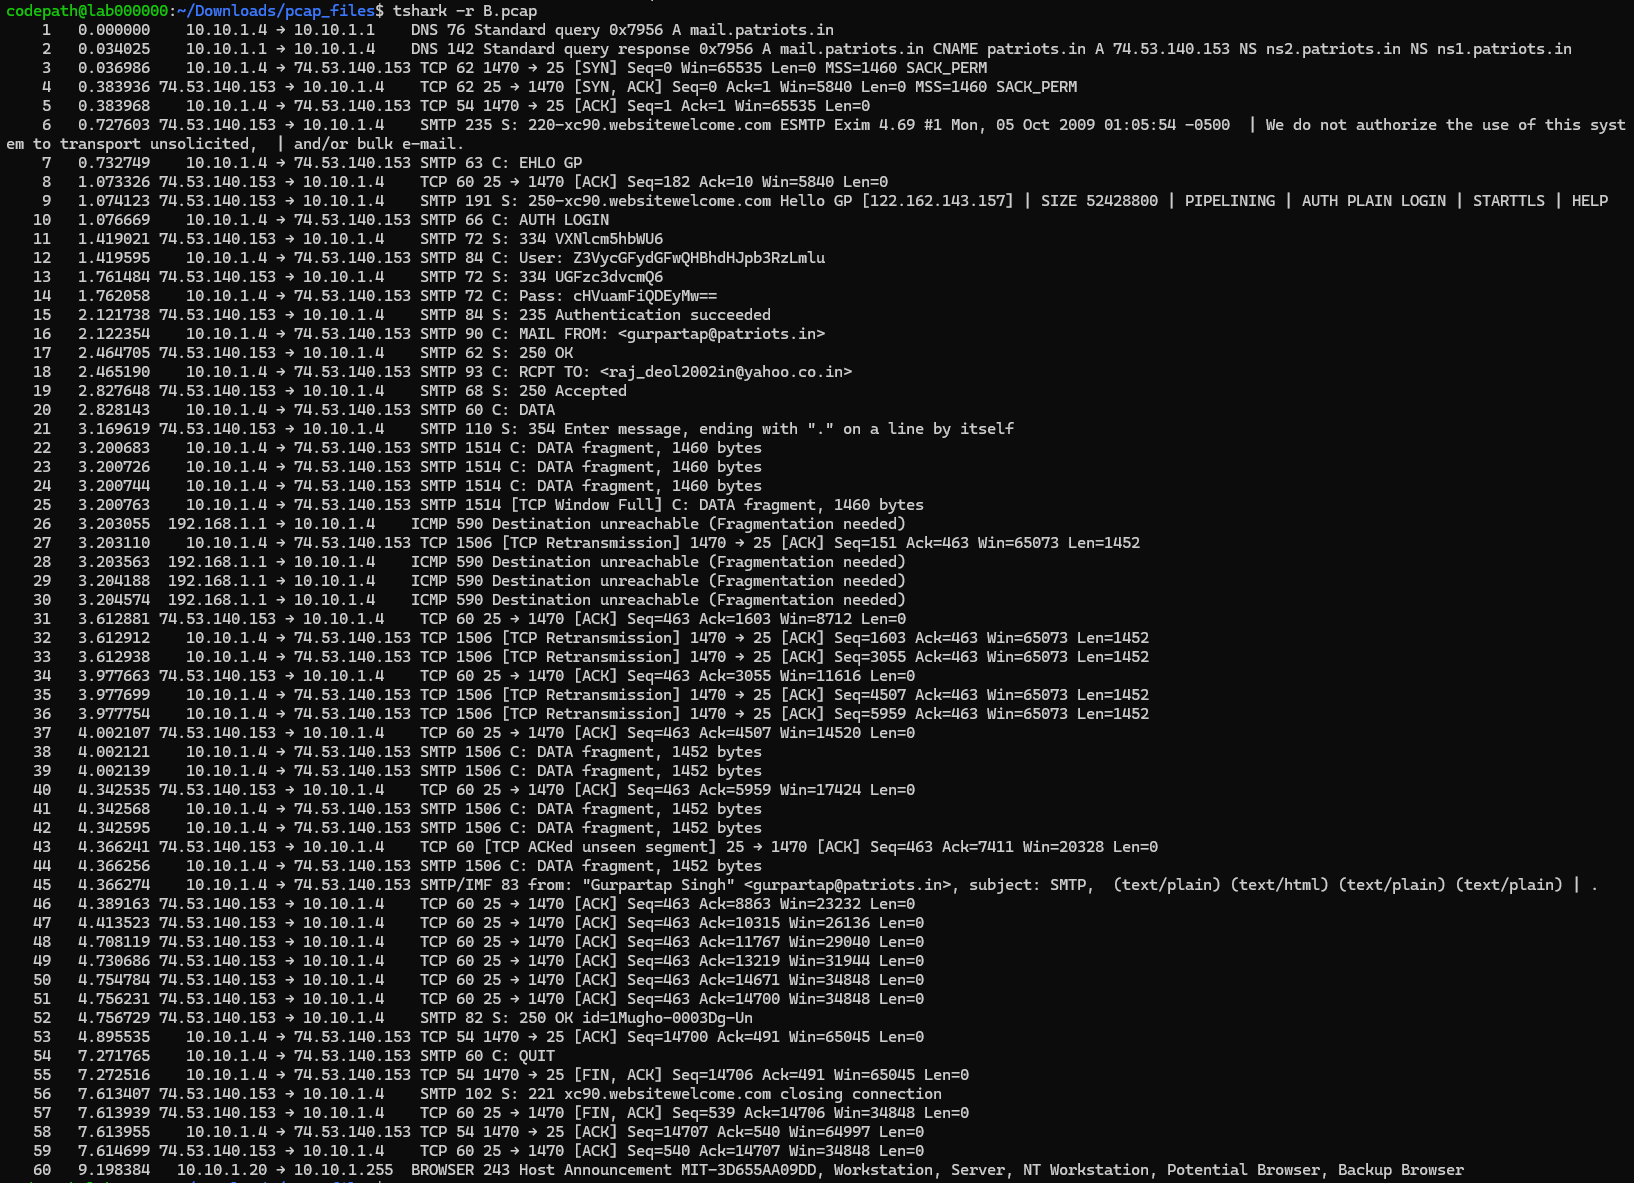 codepath@lab000000:~/Downloads/pcap_files$ tshark -r B.pcap
1 0.000000 10.10.1.4 → 10.10.1.1 DNS 76 Standard query 0x7956 A mail.patriots.in
2 0.034025 10.10.1.1 → 10.10.1.4 DNS 142 Standard query response 0x7956 A mail.patriots.in CNAME patriots.in A 74.53.140.153 NS ns2.patriots.in NS ns1.patriots.in
3 0.036986 10.10.1.4 → 74.53.140.153 TCP 62 1470 → 25 [SYN] Seq=0 Win=65535 Len=0 MSS=1460 SACK_PERM
4 0.383936 74.53.140.153 → 10.10.1.4 TCP 62 25 → 1470 [SYN, ACK] Seq=0 Ack=1 Win=5840 Len=0 MSS=1460 SACK_PERM
5 0.383968 10.10.1.4 → 74.53.140.153 TCP 54 1470 → 25 [ACK] Seq=1 Ack=1 Win=65535 Len=0
6 0.727603 74.53.140.153 → 10.10.1.4 SMTP 235 S: 220-xc90.websitewelcome.com ESMTP Exim 4.69 #1 Mon, 05 Oct 2009 01:05:54 -0500 | We do not authorize the use of this syst
em to transport unsolicited, | and/or bulk e-mail.
7 0.732749 10.10.1.4 → 74.53.140.153 SMTP 63 C: EHLO GP
8 1.073326 74.53.140.153 → 10.10.1.4 TCP 60 25 → 1470 [ACK] Seq=182 Ack=10 Win=5840 Len=0
9 1.074123 74.53.140.153 → 10.10.1.4 SMTP 191 S: 250-xc90.websitewelcome.com Hello GP [122.162.143.157] | SIZE 52428800 | PIPELINING | AUTH PLAIN LOGIN | STARTTLS | HELP
10 1.076669 10.10.1.4 → 74.53.140.153 SMTP 66 C: AUTH LOGIN
11 1.419021 74.53.140.153 → 10.10.1.4 SMTP 72 S: 334 VXNlcm5hbWU6
12 1.419595 10.10.1.4 → 74.53.140.153 SMTP 84 C: User: Z3VycGFydGFwQHBhdHJpb3RzLmlu
13 1.761484 74.53.140.153 → 10.10.1.4 SMTP 72 S: 334 UGFzc3dvcmQ6
14 1.762058 10.10.1.4 → 74.53.140.153 SMTP 72 C: Pass: cHVuamFiQDEyMw==
15 2.121738 74.53.140.153 → 10.10.1.4 SMTP 84 S: 235 Authentication succeeded
16 2.122354 10.10.1.4 → 74.53.140.153 SMTP 90 C: MAIL FROM: <gurpartap@patriots.in>
17 2.464705 74.53.140.153 → 10.10.1.4 SMTP 62 S: 250 OK
18 2.465190 10.10.1.4 → 74.53.140.153 SMTP 93 C: RCPT TO: <raj_deol2002in@yahoo.co.in>
19 2.827648 74.53.140.153 → 10.10.1.4 SMTP 68 S: 250 Accepted
20 2.828143 10.10.1.4 → 74.53.140.153 SMTP 60 C: DATA
21 3.169619 74.53.140.153 → 10.10.1.4 SMTP 110 S: 354 Enter message, ending with "." on a line by itself
22 3.200683 10.10.1.4 → 74.53.140.153 SMTP 1514 C: DATA fragment, 1460 bytes
23 3.200726 10.10.1.4 → 74.53.140.153 SMTP 1514 C: DATA fragment, 1460 bytes
24 3.200744 10.10.1.4 → 74.53.140.153 SMTP 1514 C: DATA fragment, 1460 bytes
25 3.200763 10.10.1.4 → 74.53.140.153 SMTP 1514 [TCP Window Full] C: DATA fragment, 1460 bytes
26 3.203055 192.168.1.1 → 10.10.1.4 ICMP 590 Destination unreachable (Fragmentation needed)
27 3.203110 10.10.1.4 → 74.53.140.153 TCP 1506 [TCP Retransmission] 1470 → 25 [ACK] Seq=151 Ack=463 Win=65073 Len=1452
28 3.203563 192.168.1.1 → 10.10.1.4 ICMP 590 Destination unreachable (Fragmentation needed)
29 3.204188 192.168.1.1 → 10.10.1.4 ICMP 590 Destination unreachable (Fragmentation needed)
30 3.204574 192.168.1.1 → 10.10.1.4 ICMP 590 Destination unreachable (Fragmentation needed)
31 3.612881 74.53.140.153 → 10.10.1.4 TCP 60 25 → 1470 [ACK] Seq=463 Ack=1603 Win=8712 Len=0
32 3.612912 10.10.1.4 → 74.53.140.153 TCP 1506 [TCP Retransmission] 1470 → 25 [ACK] Seq=1603 Ack=463 Win=65073 Len=1452
33 3.612938 10.10.1.4 → 74.53.140.153 TCP 1506 [TCP Retransmission] 1470 → 25 [ACK] Seq=3055 Ack=463 Win=65073 Len=1452
34 3.977663 74.53.140.153 → 10.10.1.4 TCP 60 25 → 1470 [ACK] Seq=463 Ack=3055 Win=11616 Len=0
35 3.977699 10.10.1.4 → 74.53.140.153 TCP 1506 [TCP Retransmission] 1470 → 25 [ACK] Seq=4507 Ack=463 Win=65073 Len=1452
36 3.977754 10.10.1.4 → 74.53.140.153 TCP 1506 [TCP Retransmission] 1470 → 25 [ACK] Seq=5959 Ack=463 Win=65073 Len=1452
37 4.002107 74.53.140.153 → 10.10.1.4 TCP 60 25 → 1470 [ACK] Seq=463 Ack=4507 Win=14520 Len=0
38 4.002121 10.10.1.4 → 74.53.140.153 SMTP 1506 C: DATA fragment, 1452 bytes
39 4.002139 10.10.1.4 → 74.53.140.153 SMTP 1506 C: DATA fragment, 1452 bytes
40 4.342535 74.53.140.153 → 10.10.1.4 TCP 60 25 → 1470 [ACK] Seq=463 Ack=5959 Win=17424 Len=0
41 4.342568 10.10.1.4 → 74.53.140.153 SMTP 1506 C: DATA fragment, 1452 bytes
42 4.342595 10.10.1.4 → 74.53.140.153 SMTP 1506 C: DATA fragment, 1452 bytes
43 4.366241 74.53.140.153 → 10.10.1.4 TCP 60 [TCP ACKed unseen segment] 25 → 1470 [ACK] Seq=463 Ack=7411 Win=20328 Len=0
44 4.366256 10.10.1.4 → 74.53.140.153 SMTP 1506 C: DATA fragment, 1452 bytes
45 4.366274 10.10.1.4 → 74.53.140.153 SMTP/IMF 83 from: "Gurpartap Singh" <gurpartap@patriots.in>, subject: SMTP, (text/plain) (text/html) (text/plain) (text/plain) | .
46 4.389163 74.53.140.153 → 10.10.1.4 TCP 60 25 → 1470 [ACK] Seq=463 Ack=8863 Win=23232 Len=0
47 4.413523 74.53.140.153 → 10.10.1.4 TCP 60 25 → 1470 [ACK] Seq=463 Ack=10315 Win=26136 Len=0
48 4.708119 74.53.140.153 → 10.10.1.4 TCP 60 25 → 1470 [ACK] Seq=463 Ack=11767 Win=29040 Len=0
49 4.730686 74.53.140.153 → 10.10.1.4 TCP 60 25 → 1470 [ACK] Seq=463 Ack=13219 Win=31944 Len=0
50 4.754784 74.53.140.153 → 10.10.1.4 TCP 60 25 → 1470 [ACK] Seq=463 Ack=14671 Win=34848 Len=0
51 4.756231 74.53.140.153 → 10.10.1.4 TCP 60 25 → 1470 [ACK] Seq=463 Ack=14700 Win=34848 Len=0
52 4.756729 74.53.140.153 → 10.10.1.4 SMTP 82 S: 250 OK id=1Mugho-0003Dg-Un
53 4.895535 10.10.1.4 → 74.53.140.153 TCP 54 1470 → 25 [ACK] Seq=14700 Ack=491 Win=65045 Len=0
54 7.271765 10.10.1.4 → 74.53.140.153 SMTP 60 C: QUIT
55 7.272516 10.10.1.4 → 74.53.140.153 TCP 54 1470 → 25 [FIN, ACK] Seq=14706 Ack=491 Win=65045 Len=0
56 7.613407 74.53.140.153 → 10.10.1.4 SMTP 102 S: 221 xc90.websitewelcome.com closing connection
57 7.613939 74.53.140.153 → 10.10.1.4 TCP 60 25 → 1470 [FIN, ACK] Seq=539 Ack=14706 Win=34848 Len=0
58 7.613955 10.10.1.4 → 74.53.140.153 TCP 54 1470 → 25 [ACK] Seq=14707 Ack=540 Win=64997 Len=0
59 7.614699 74.53.140.153 → 10.10.1.4 TCP 60 25 → 1470 [ACK] Seq=540 Ack=14707 Win=34848 Len=0
60 9.198384 10.10.1.20 → 10.10.1.255 BROWSER 243 Host Announcement MIT-3D655AA09DD, Workstation, Server, NT Workstation, Potential Browser, Backup Browser